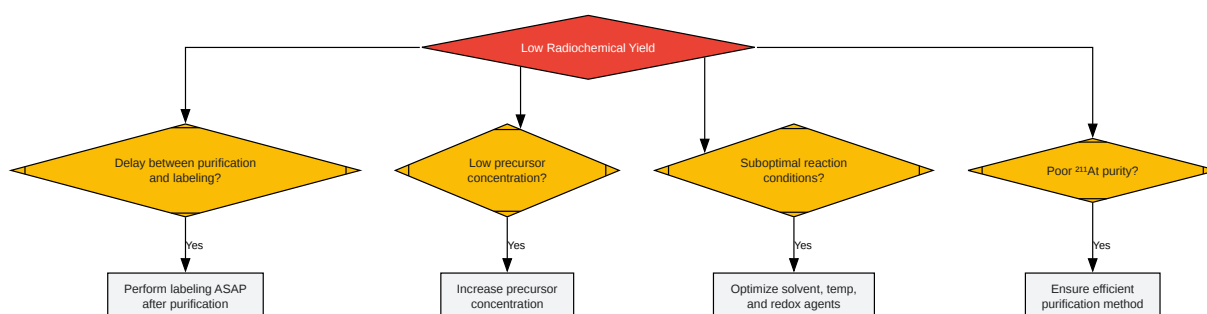 Low Radiochemical Yield
Delay between purification
and labeling?
Low precursor
concentration?
Suboptimal reaction
conditions?
Poor ²¹¹At purity?
Yes
Yes
Yes
Yes
Perform labeling ASAP
after purification
Increase precursor
concentration
Optimize solvent, temp,
and redox agents
Ensure efficient
purification method